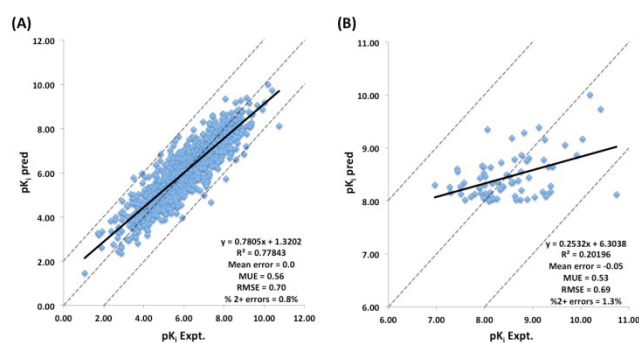 (A)
12.00
10.00
8.00
6.00
4.00
2.00
0.00
pKi pred
0.00 2.00 4.00 6.00 8.00 10.00 12.00
pKi Expt.
y = 0.7805x + 1.3202
R² = 0.77843
Mean error = 0.0
MUE = 0.56
RMSE = 0.70
% 2+ errors = 0.8%
(B)
11.00
10.00
9.00
8.00
7.00
6.00
pKi pred
6.00 7.00 8.00 9.00 10.00 11.00
pKi Expt.
y = 0.2532x + 6.3038
R² = 0.20196
Mean error = -0.05
MUE = 0.53
RMSE = 0.69
%2+ errors = 1.3%